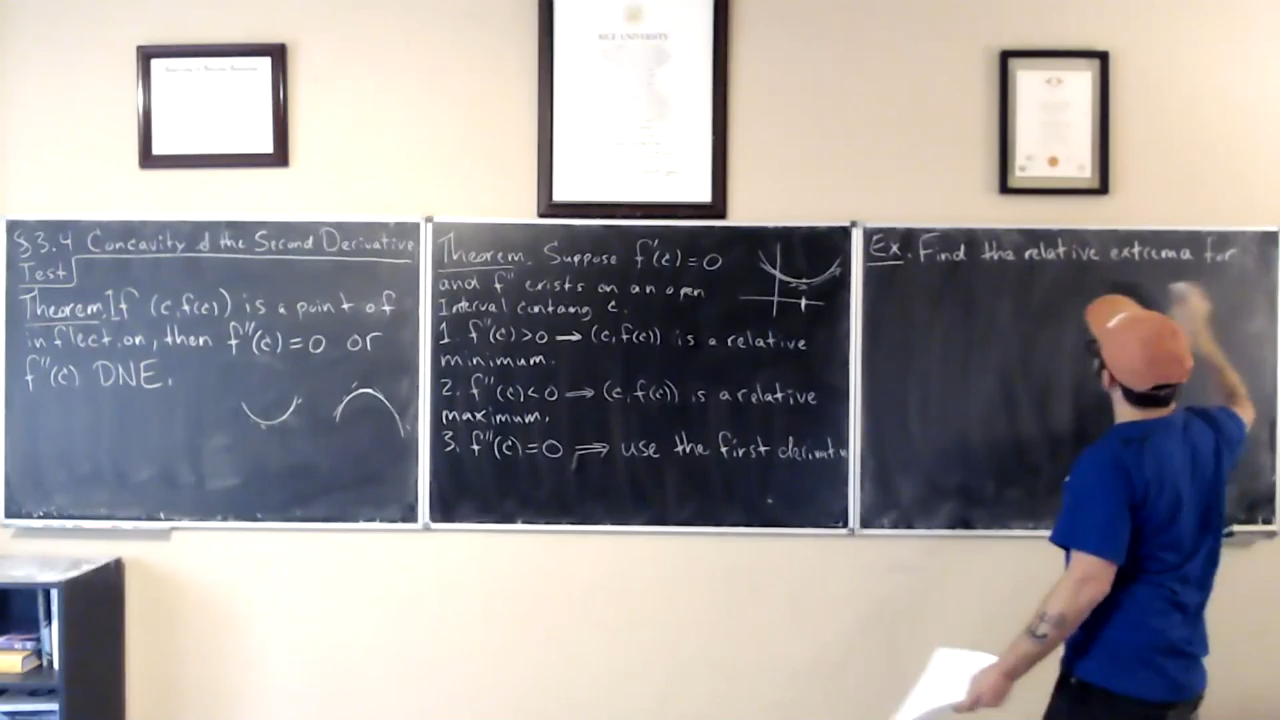 RICE UNIVERSITY
§3.4 Concavity & the Second Derivative
Test
Theorem. If (c, f(c)) is a point of
inflection, then f''(c) = 0 or
f''(c) DNE.
Theorem. Suppose f'(c) = 0
and f'' exists on an open
Interval containg c.
1. f''(c) > 0 ⟹ (c, f(c)) is a relative
minimum.
2. f''(c) < 0 ⟹ (c, f(c)) is a relative
maximum.
3. f''(c) = 0 ⟹ use the first derivativ
Ex. Find the relative extrema for